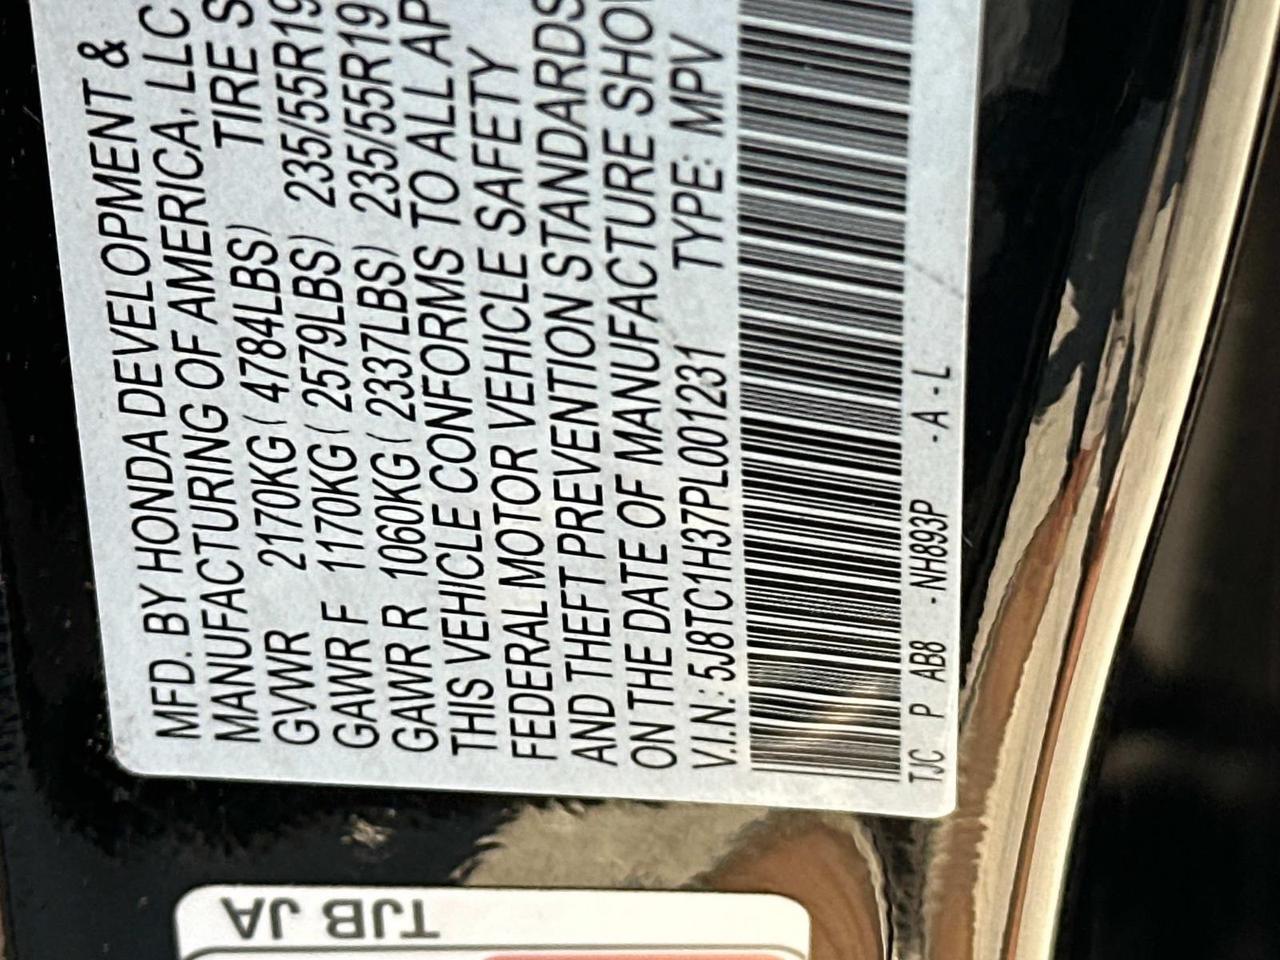 MFD. BY HONDA DEVELOPMENT &
MANUFACTURING OF AMERICA, LLC
TIRE S
GVWR 2170KG ( 4784LBS)
GAWR F 1170KG ( 2579LBS) 235/55R19
GAWR R 1060KG ( 2337LBS) 235/55R19
THIS VEHICLE CONFORMS TO ALL AP
FEDERAL MOTOR VEHICLE SAFETY
AND THEFT PREVENTION STANDARDS
ON THE DATE OF MANUFACTURE SHOW
V.I.N.: 5J8TC1H37PL001231 TYPE: MPV
TJC P AB8 - NH893P - A - L
TJB JA